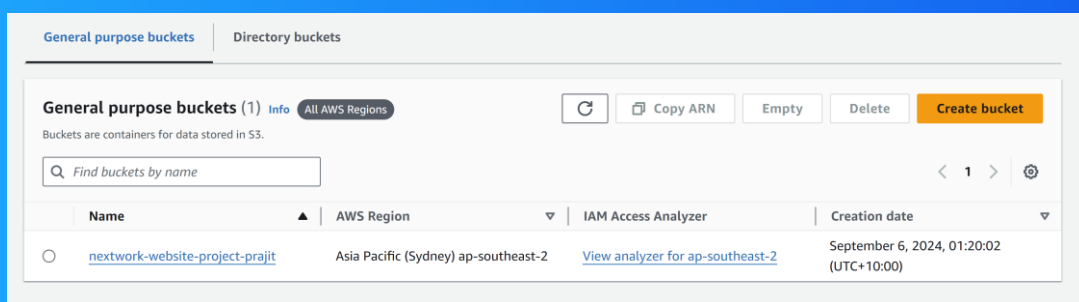 General purpose buckets Directory buckets
General purpose buckets (1) Info All AWS Regions Copy ARN Empty Delete Create bucket
Buckets are containers for data stored in S3.
Find buckets by name 1
Name AWS Region IAM Access Analyzer Creation date
nextwork-website-project-prajit Asia Pacific (Sydney) ap-southeast-2 View analyzer for ap-southeast-2 September 6, 2024, 01:20:02
(UTC+10:00)